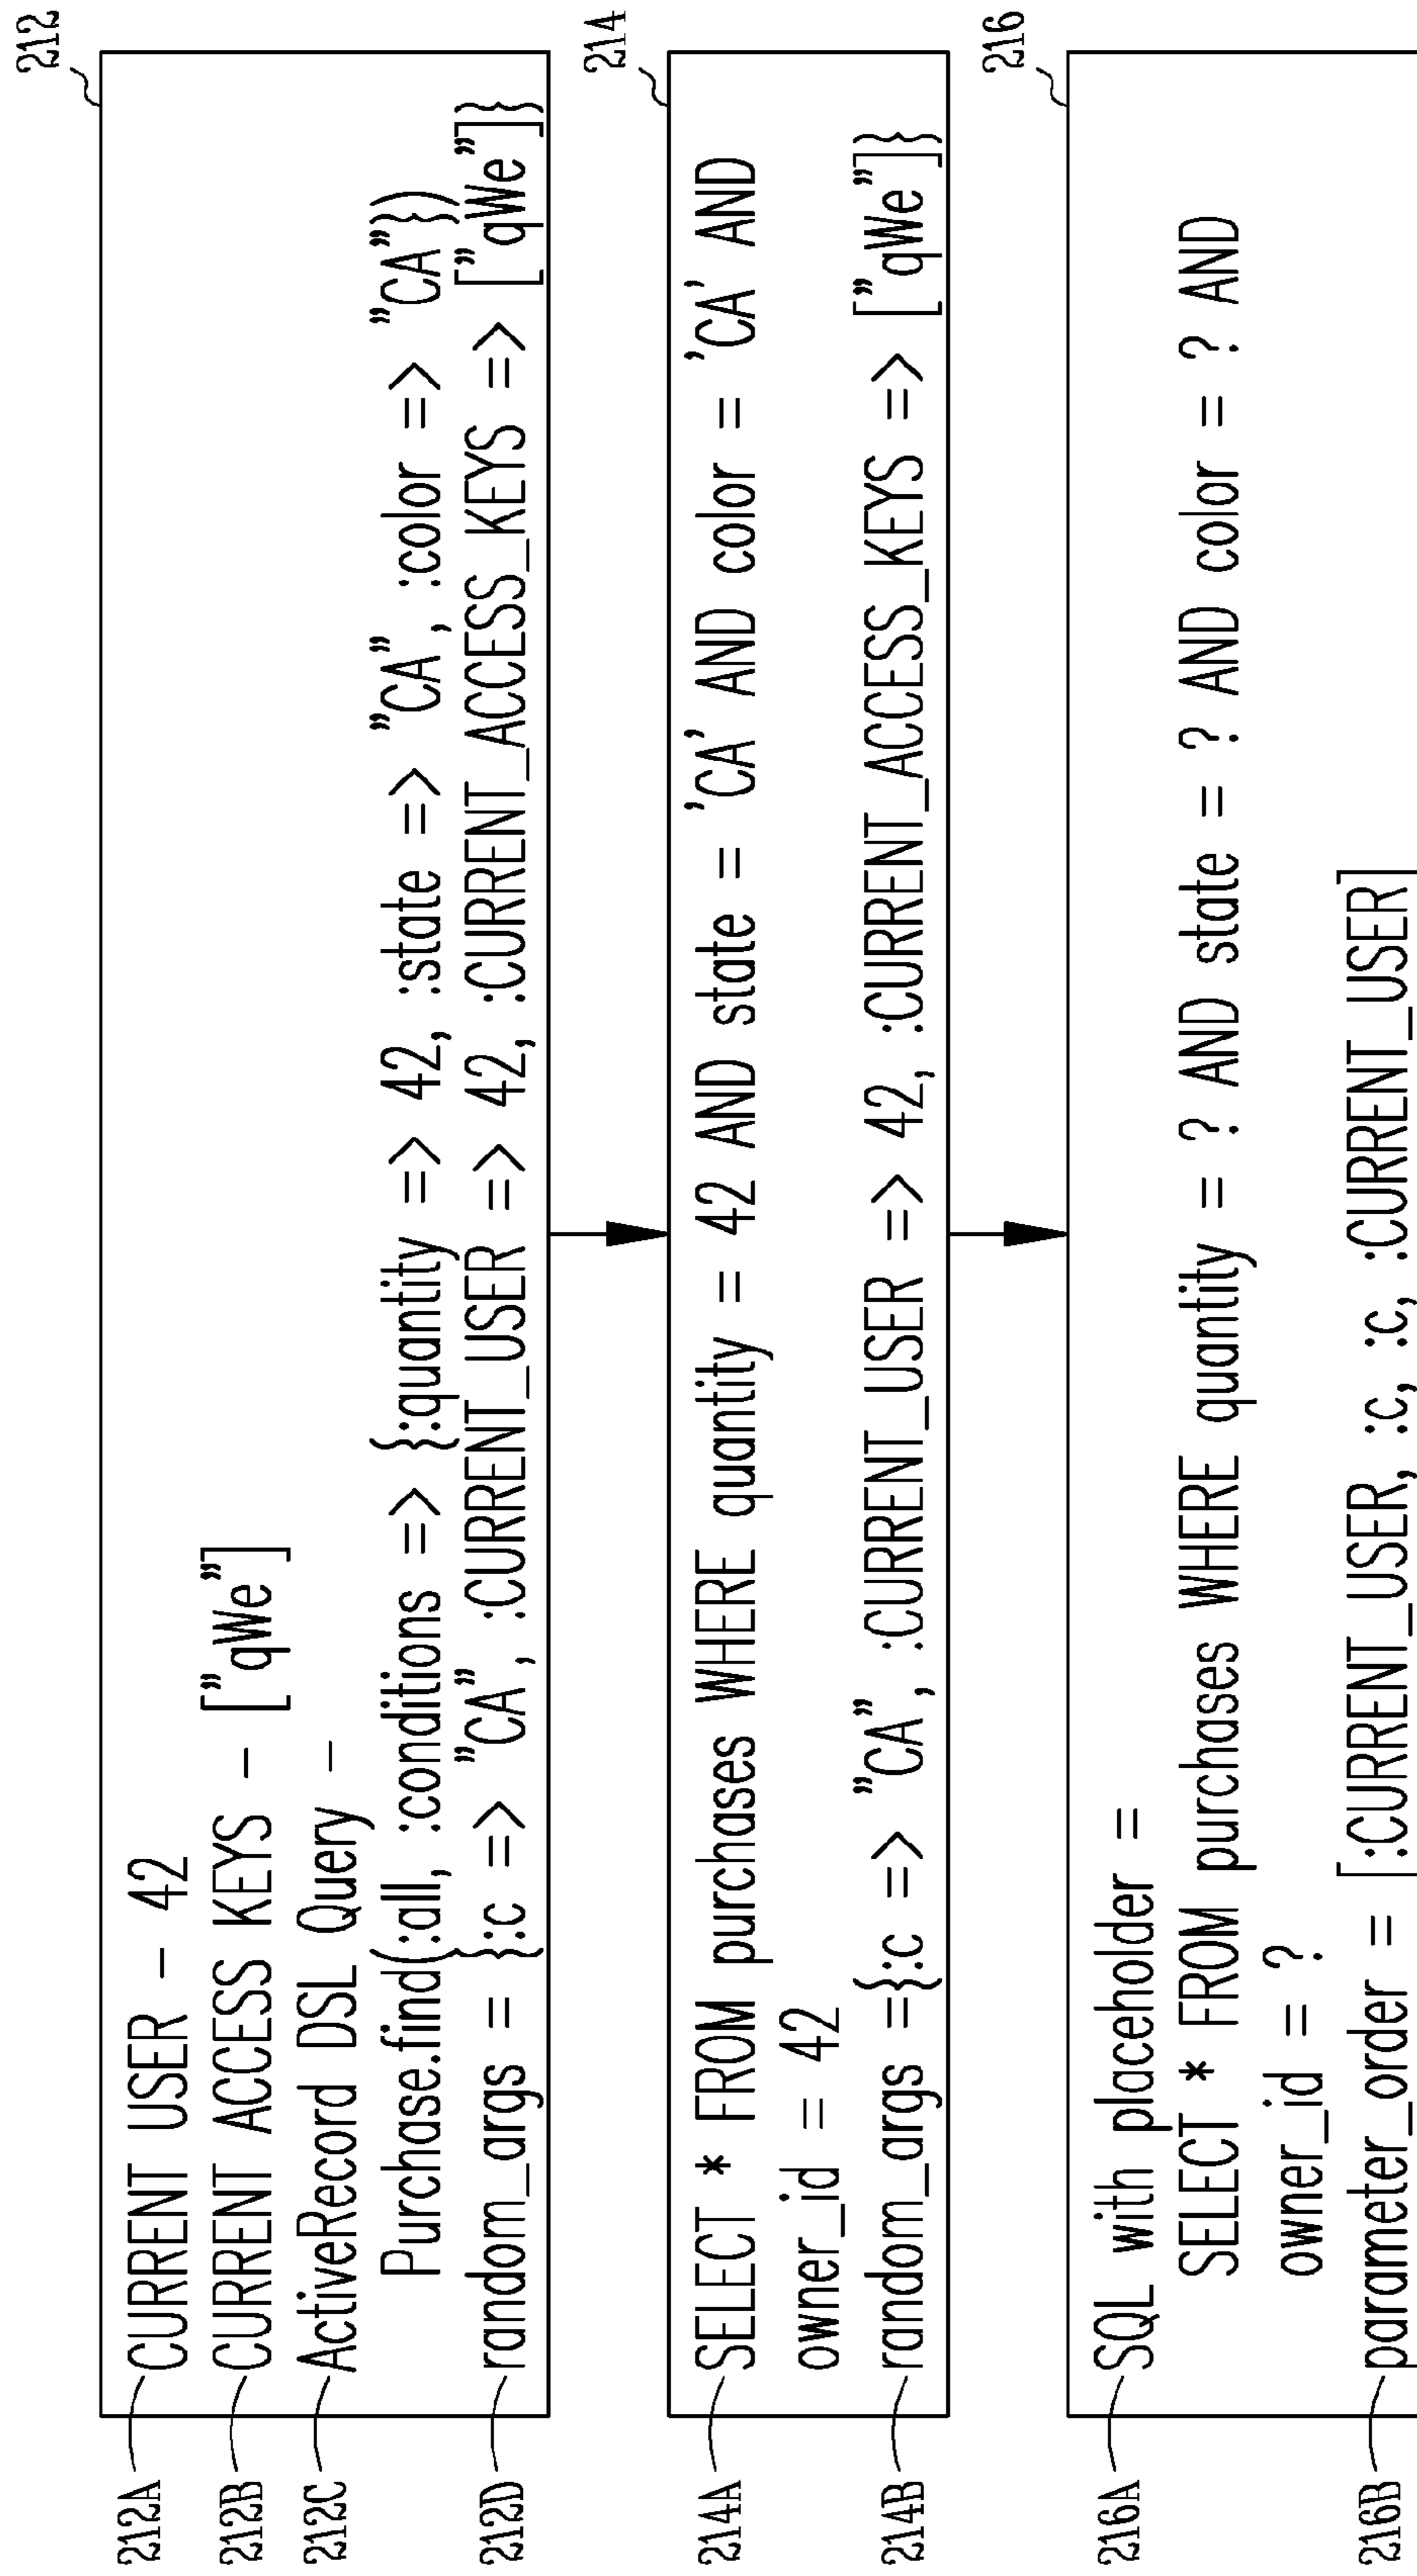 212
212A CURRENT USER - 42
212B CURRENT ACCESS KEYS - ["qWe"]
212C ActiveRecord DSL Query -
Purchase.find(:all, :conditions => {:quantity => 42, :state => "CA", :color => "CA"})
212D random_args = {:c => "CA", :CURRENT_USER => 42, :CURRENT_ACCESS_KEYS => ["qWe"]}
214
214A SELECT * FROM purchases WHERE quantity = 42 AND state = 'CA' AND color = 'CA' AND
owner_id = 42
214B random_args ={:c => "CA", :CURRENT_USER => 42, :CURRENT_ACCESS_KEYS => ["qWe"]}
216
216A SQL with placeholder =
SELECT * FROM purchases WHERE quantity = ? AND state = ? AND color = ? AND
owner_id = ?
216B parameter_order = [:CURRENT_USER, :c, :c, :CURRENT_USER]